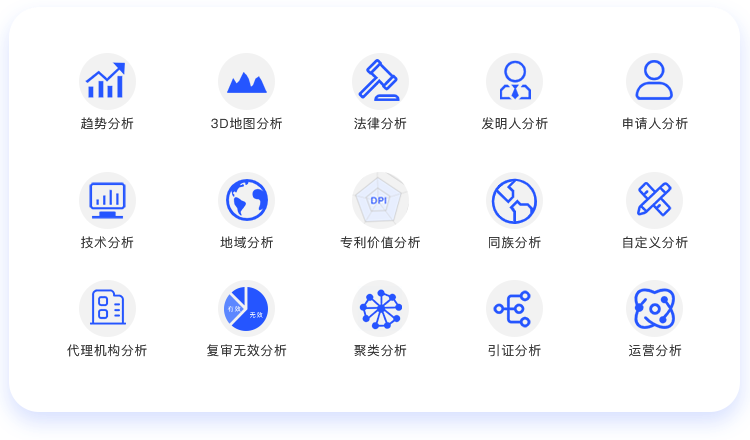 趋势分析 3D地图分析 法律分析 发明人分析 申请人分析
DPI
技术分析 地域分析 专利价值分析 同族分析 自定义分析
有效 无效
代理机构分析 复审无效分析 聚类分析 引证分析 运营分析